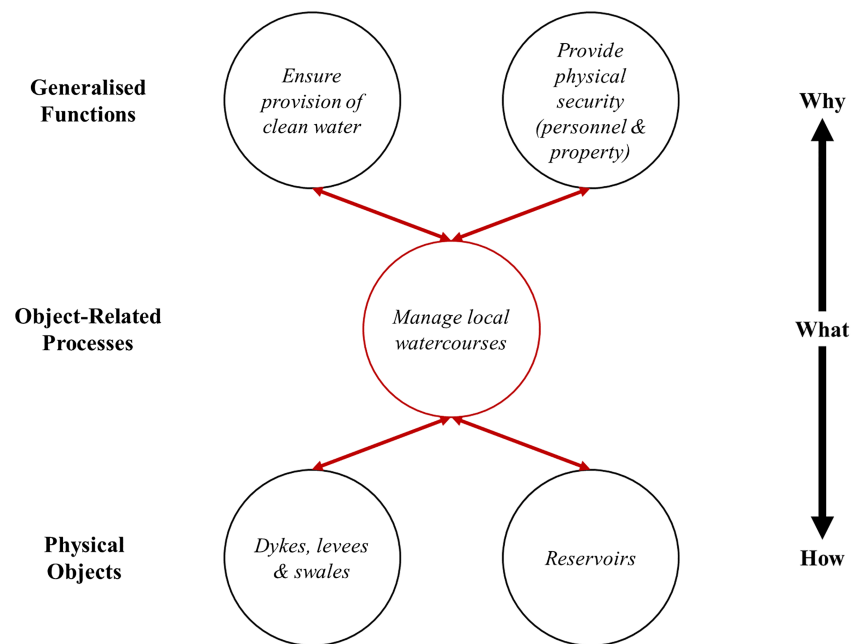 Generalised
Functions
Ensure
provision of
clean water
Provide
physical
security
(personnel &
property)
Why
Object-Related
Processes
Manage local
watercourses
What
Physical
Objects
Dykes, levees
& swales
Reservoirs
How